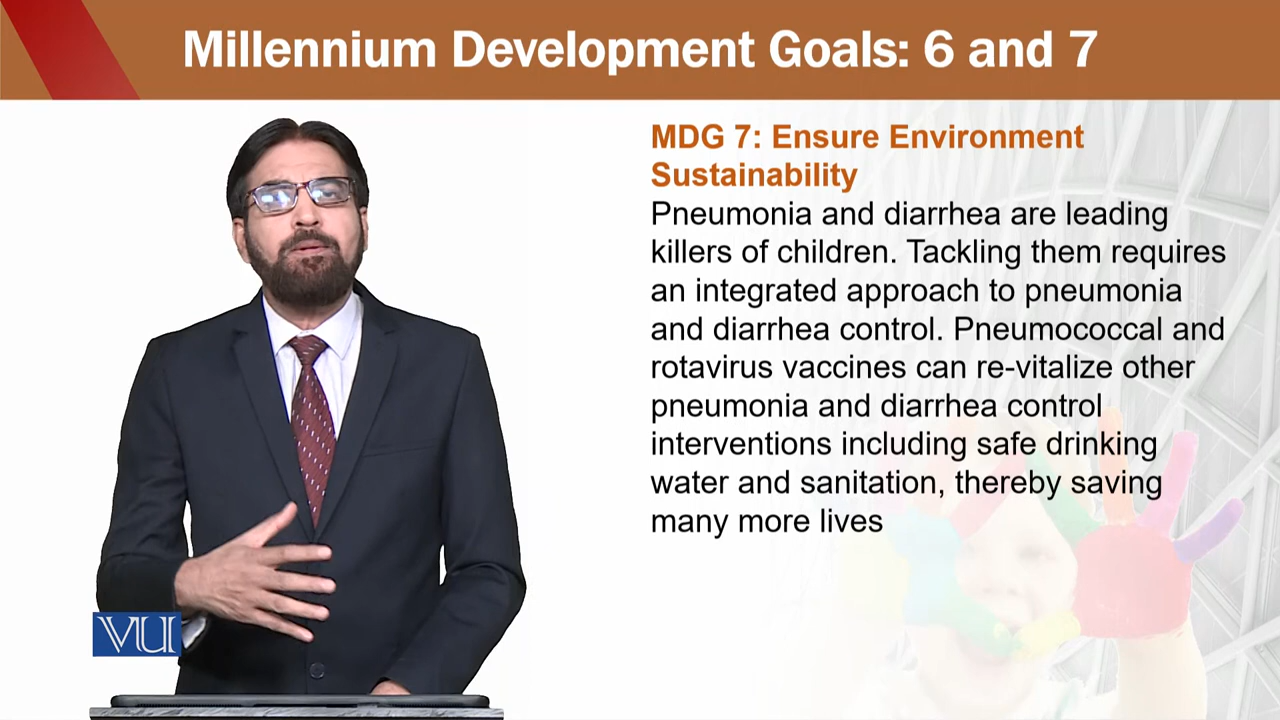 Millennium Development Goals: 6 and 7
MDG 7: Ensure Environment
Sustainability
Pneumonia and diarrhea are leading
killers of children. Tackling them requires
an integrated approach to pneumonia
and diarrhea control. Pneumococcal and
rotavirus vaccines can re-vitalize other
pneumonia and diarrhea control
interventions including safe drinking
water and sanitation, thereby saving
many more lives
VU